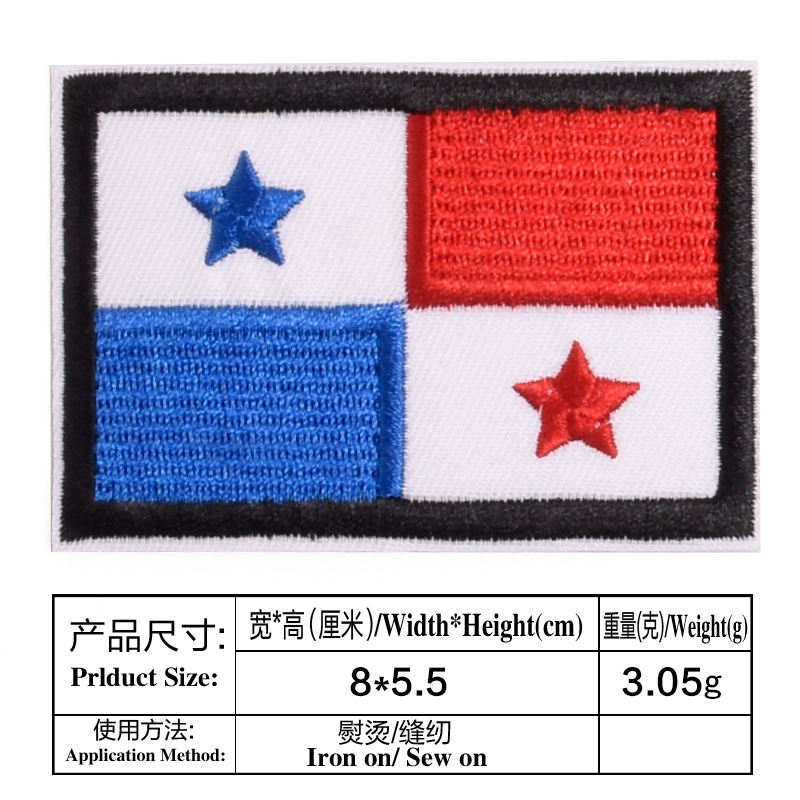 产品尺寸:
Prlduct Size:
宽*高(厘米)/Width*Height(cm)
重量(克)/Weight(g)
8*5.5
3.05g
使用方法:
Application Method:
熨烫/缝纫
Iron on/ Sew on